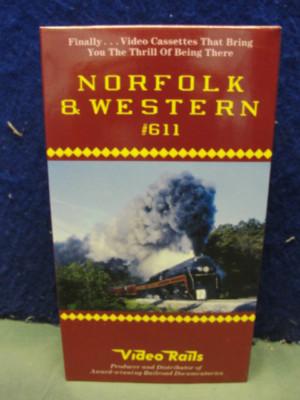 Finally . . . Video Cassettes That Bring
You The Thrill Of Being There
NORFOLK
& WESTERN
#611
Video Rails
Producer and Distributor of
Award-winning Railroad Documentaries